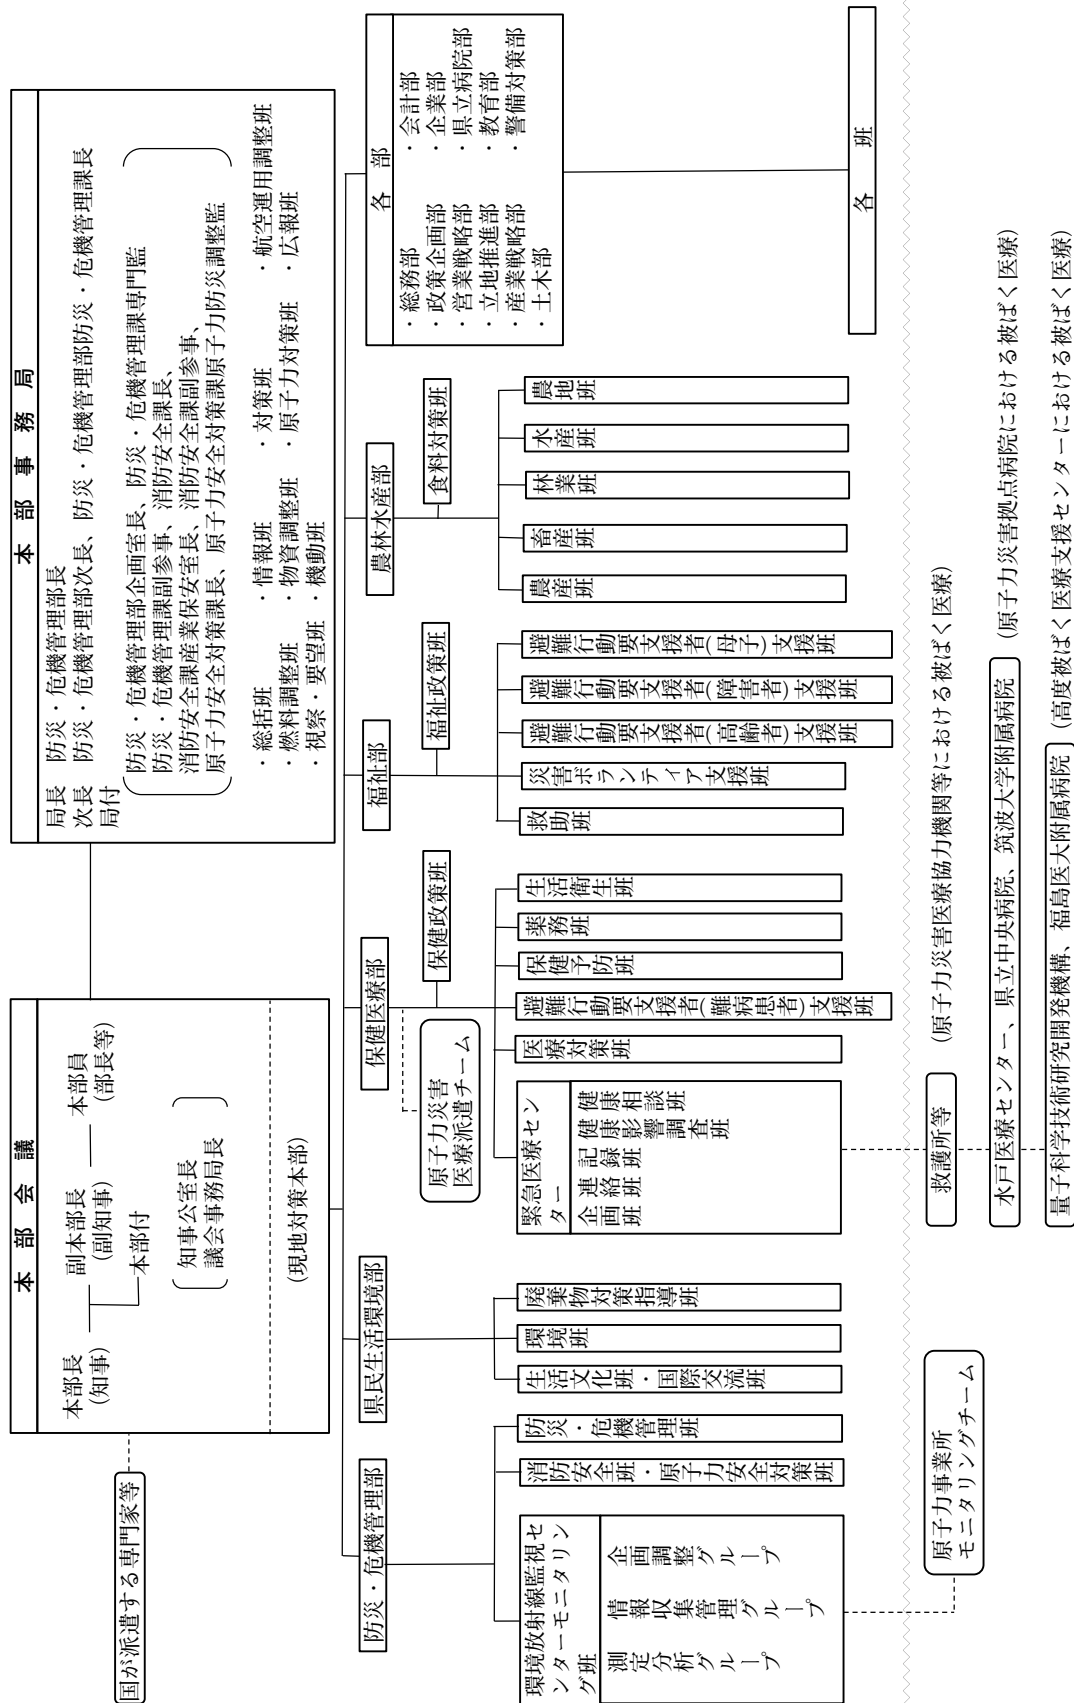 本部会議
本部長
(知事)
副本部長
(副知事)
本部員
(部長等)
本部付
知事公室長
議会事務局長
(現地対策本部)
国が派遣する専門家等
本部事務局
局長 防災・危機管理部長
次長 防災・危機管理部次長、防災・危機管理部防災・危機管理課長
局付
防災・危機管理部企画室長、防災・危機管理課専門監
防災・危機管理課副参事、消防安全課長、
消防安全課産業保安室長、消防安全課副参事、
原子力安全対策課長、原子力安全対策課原子力防災調整監
・総括班 ・情報班 ・対策班 ・航空運用調整班
・燃料調整班 ・物資調整班 ・原子力対策班 ・広報班
・視察・要望班 ・機動班
防災・危機管理部
環境放射線監視センターモニタリング班
測定分析グループ
情報収集管理グループ
企画調整グループ
消防安全班・原子力安全対策班
防災・危機管理班
県民生活環境部
生活文化班・国際交流班
環境班
廃棄物対策指導班
保健医療部
原子力災害
医療派遣チーム
保健政策班
緊急医療センター
企画班
連絡班
記録班
健康影響調査班
健康相談班
医療対策班
避難行動要支援者(難病患者)支援班
保健予防班
薬務班
生活衛生班
福祉部
福祉政策班
救助班
災害ボランティア支援班
避難行動要支援者(高齢者)支援班
避難行動要支援者(障害者)支援班
避難行動要支援者(母子)支援班
農林水産部
食料対策班
農産班
畜産班
林業班
水産班
農地班
各部
・総務部 ・会計部
・政策企画部 ・企業部
・営業戦略部 ・県立病院部
・立地推進部 ・教育部
・産業戦略部 ・警備対策部
・土木部
各班
原子力事業所
モニタリングチーム
救護所等 (原子力災害医療協力機関等における被ばく医療)
水戸医療センター、県立中央病院、筑波大学附属病院 (原子力災害拠点病院における被ばく医療)
量子科学技術研究開発機構、福島医大附属病院 (高度被ばく医療支援センターにおける被ばく医療)